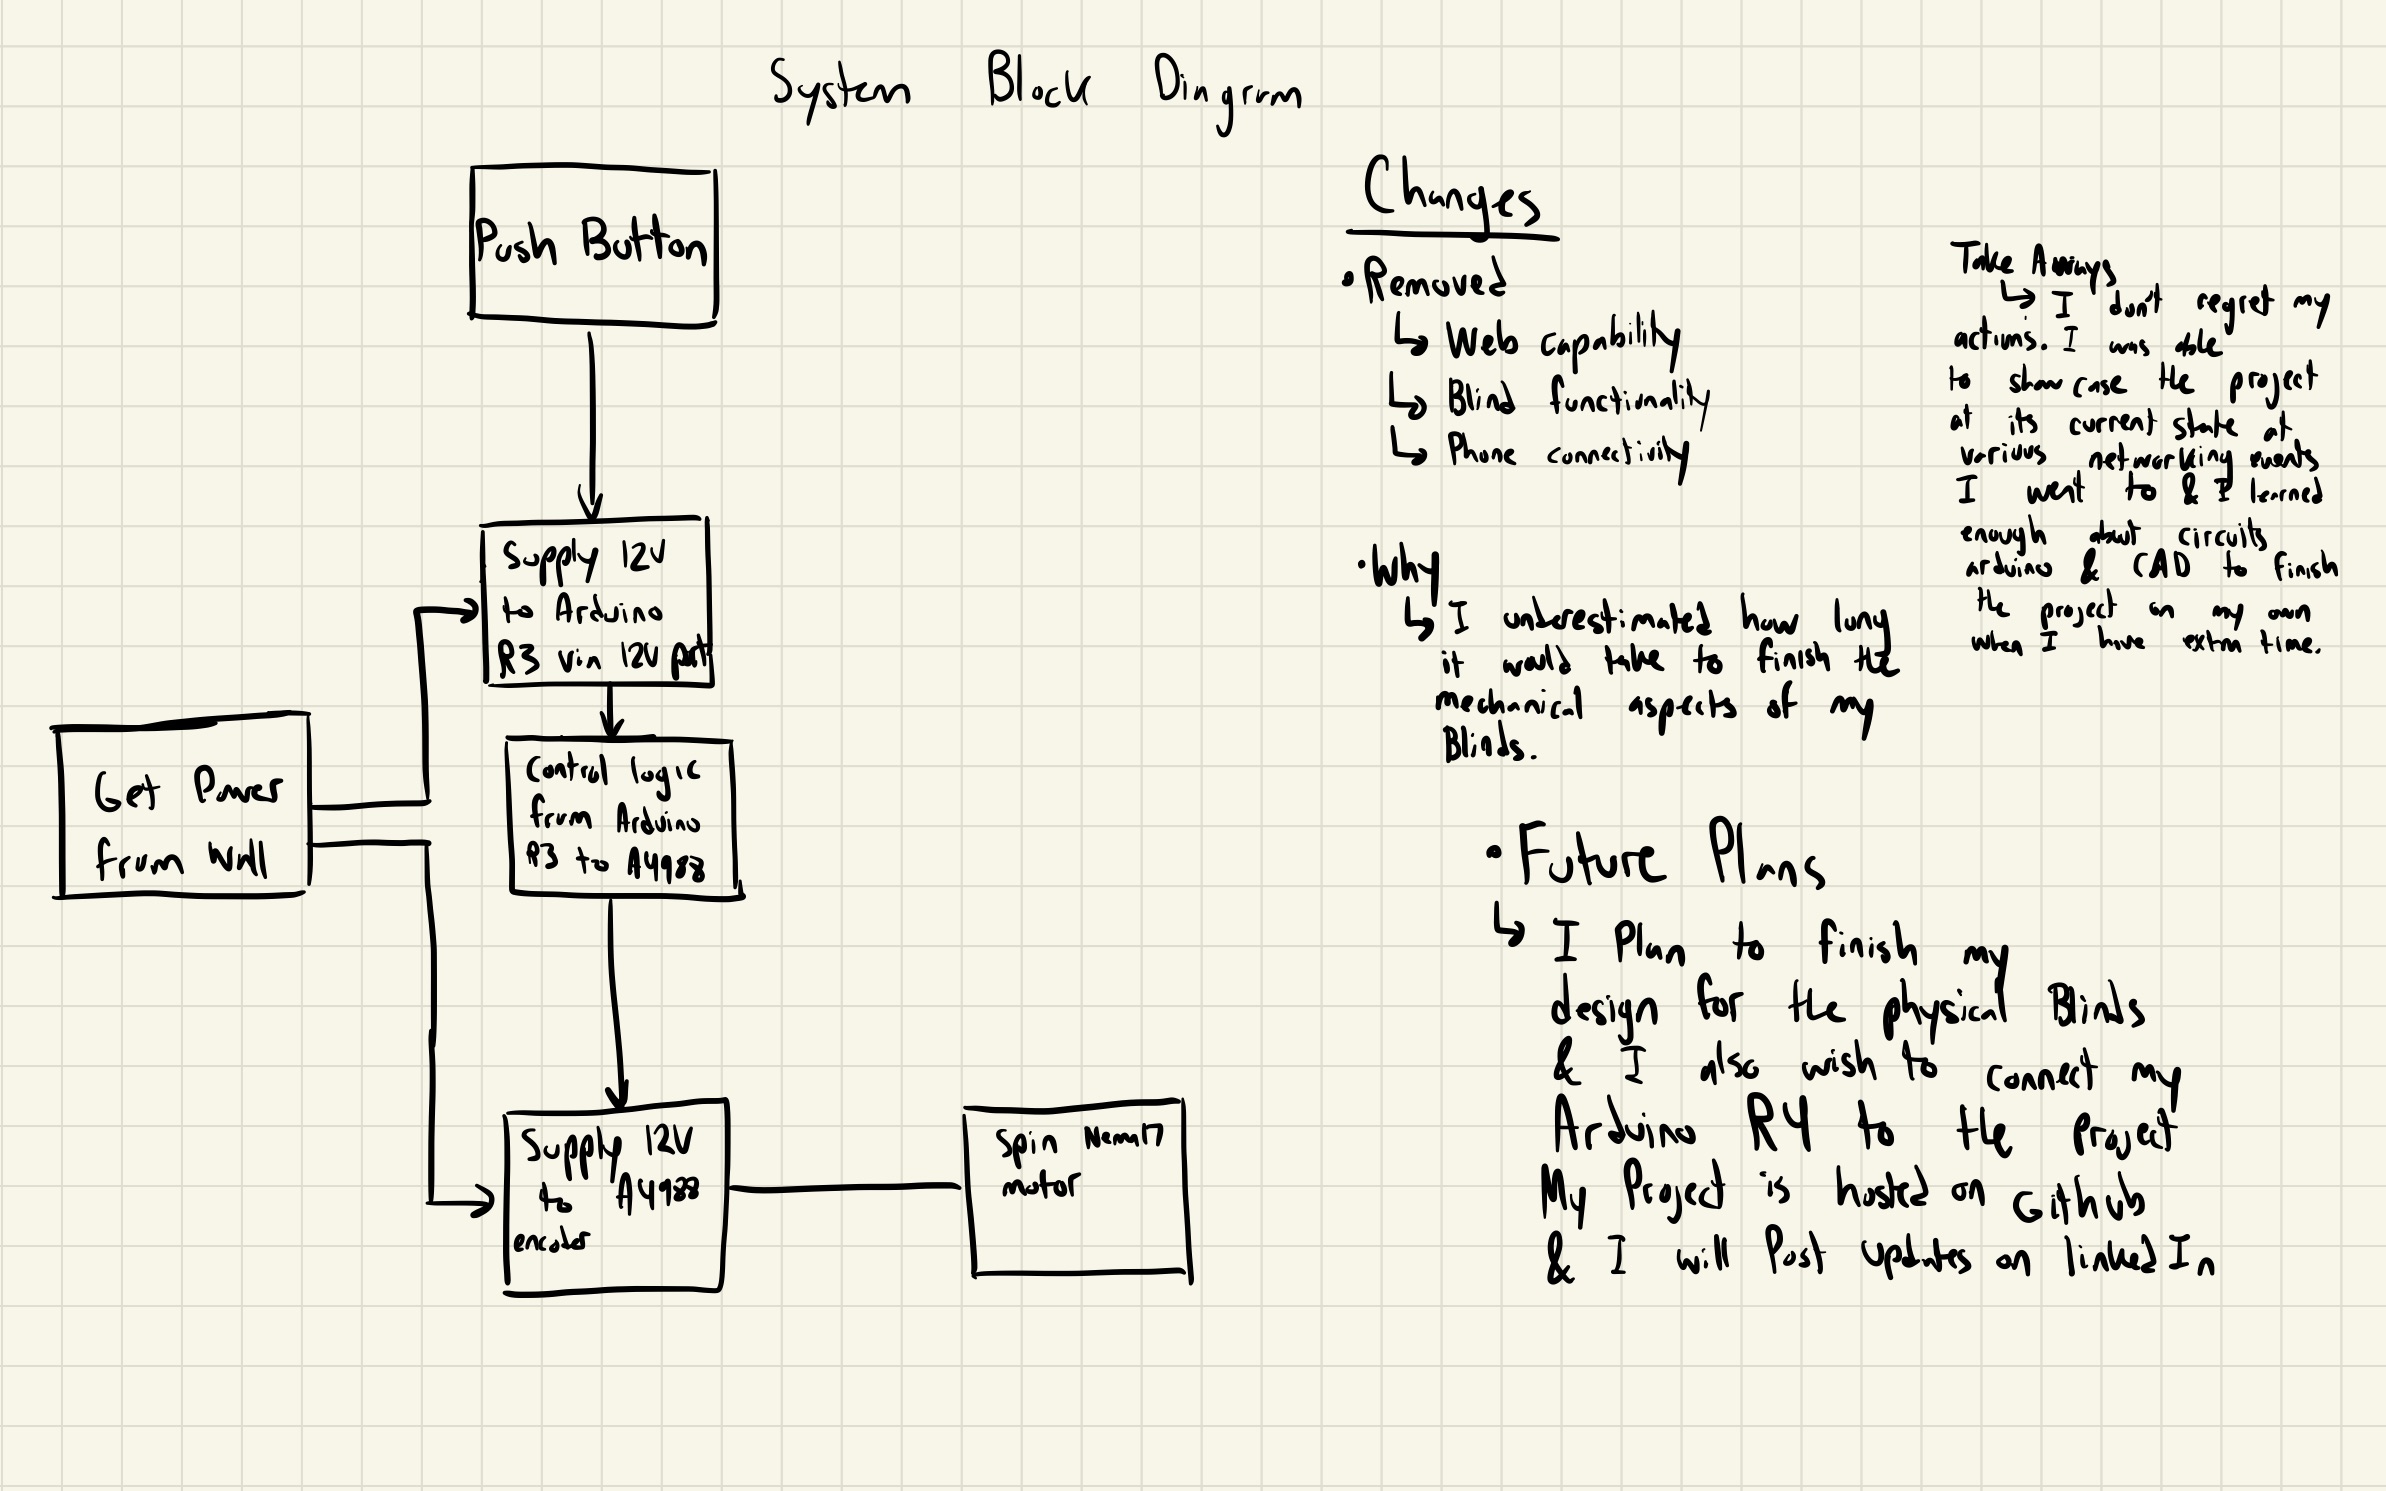 System Block Diagram
Push Button
Supply 12V
to Arduino
R3 via 12V port
Get Power
from Wall
Control logic
from Arduino
R3 to A4988
Supply 12V
to A4988
encoder
Spin Nema17
motor
Changes
• Removed
↳ Web capability
↳ Blind functionality
↳ Phone connectivity
• Why
↳ I underestimated how long
it would take to finish the
mechanical aspects of my
Blinds.
• Future Plans
↳ I Plan to finish my
design for the physical Blinds
& I also wish to connect my
Arduino R4 to the project
My Project is hosted on Github
& I will Post updates on linkedIn
Take Aways
↳ I don't regret my
actions. I was able
to showcase the project
at its current state at
various networking events
I went to & I learned
enough about circuits
arduino & CAD to finish
the project on my own
when I have extra time.